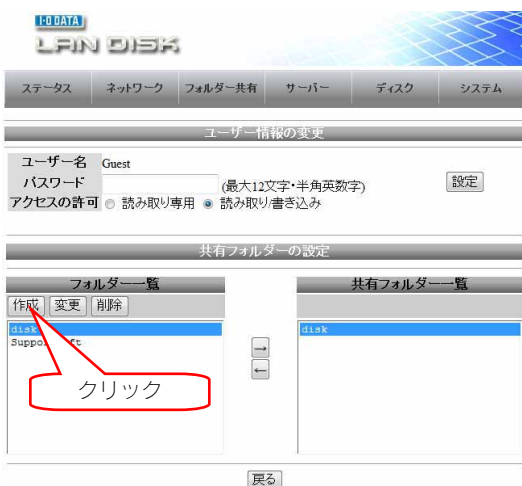 I-O DATA
LAN DISK
ステータス ネットワーク フォルダー共有 サーバー ディスク システム
ユーザー情報の変更
ユーザー名 Guest
パスワード (最大12文字・半角英数字) 設定
アクセスの許可 読み取り専用 読み取り/書き込み
共有フォルダーの設定
フォルダー一覧 共有フォルダー一覧
作成 変更 削除
disk disk
→
←
クリック
戻る